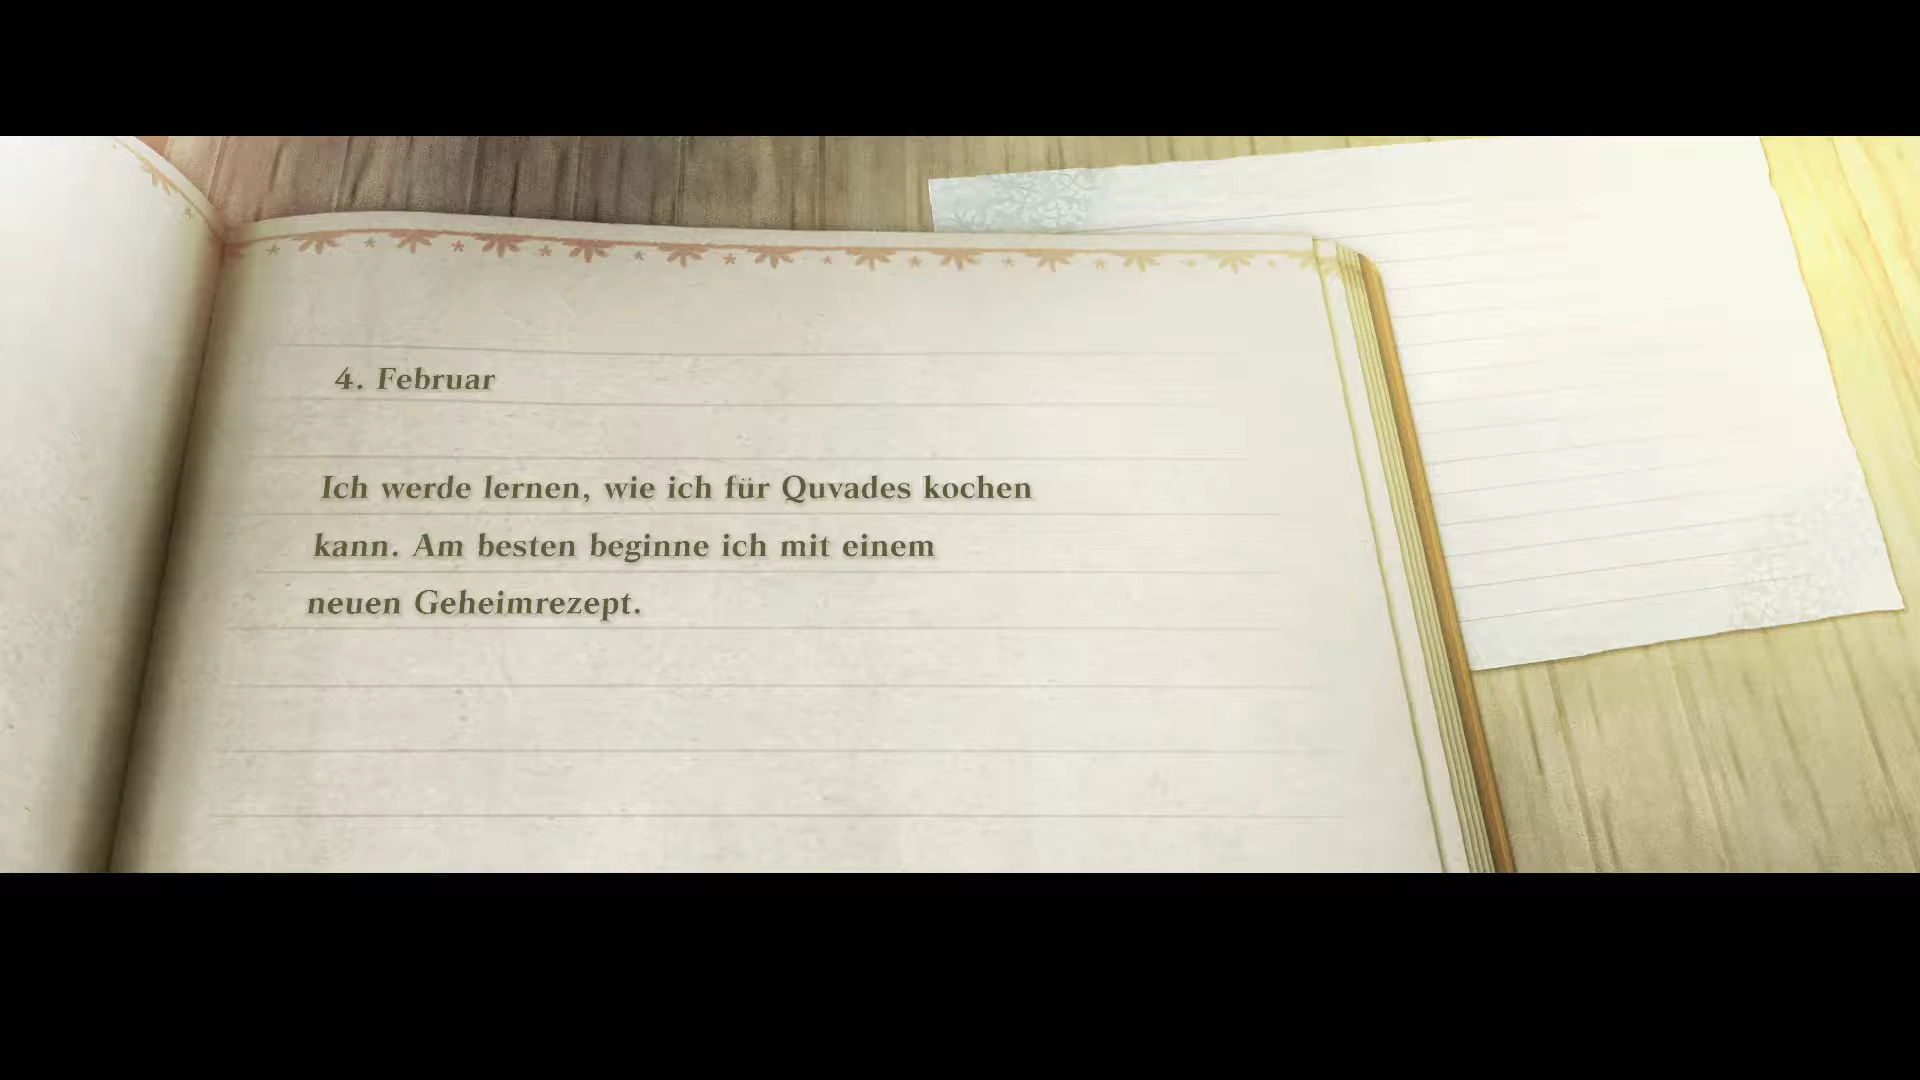 4. Februar
Ich werde lernen, wie ich für Quvades kochen
kann. Am besten beginne ich mit einem
neuen Geheimrezept.